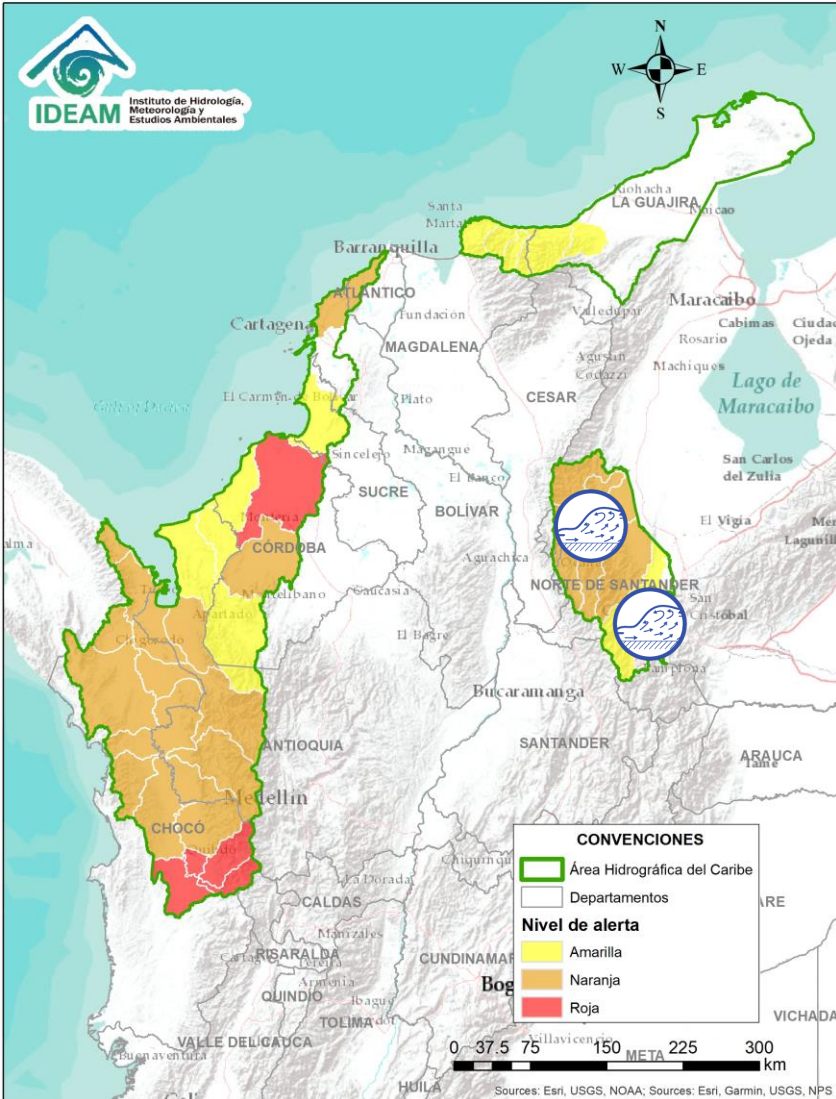 IDEAM
Instituto de Hidrología,
Meteorología y
Estudios Ambientales
N
W
E
S
Riohacha
LA GUAJIRA
Maicao
Santa
Marta
Barranquilla
ATLÁNTICO
Maracaibo
Cartagena
Fundación
Valledupar
Cabimas
Ciudad
Ojeda
Rosario
MAGDALENA
Agustín
Codazzi
Machiques
El Carmen de Bolívar
Plato
CESAR
Lago de
Maracaibo
Sincelejo
Magangué
El Banco
San Carlos
del Zulia
SUCRE
BOLÍVAR
Montería
El Vigía
CÓRDOBA
Aguachica
NORTE DE SANTANDER
Montelibano
Caucasia
San
Cristóbal
Apartadó
El Bagre
Chigorodó
Pamplona
Bucaramanga
ANTIOQUIA
SANTANDER
ARAUCA
Tame
Medellín
CHOCÓ
Quibdó
La Dorada
CALDAS
Manizales
RISARALDA
Pereira
Armenia
QUINDIO
Ibagué
TOLIMA
CUNDINAMAR
Bog
VALLE DEL CAUCA
Buenaventura
Villavicencio
META
VICHADA
HUILA
CONVENCIONES
Área Hidrográfica del Caribe
Departamentos
Nivel de alerta
Amarilla
Naranja
Roja
0 37.5 75 150 225 300
km
Sources: Esri, USGS, NOAA; Sources: Esri, Garmin, USGS, NPS